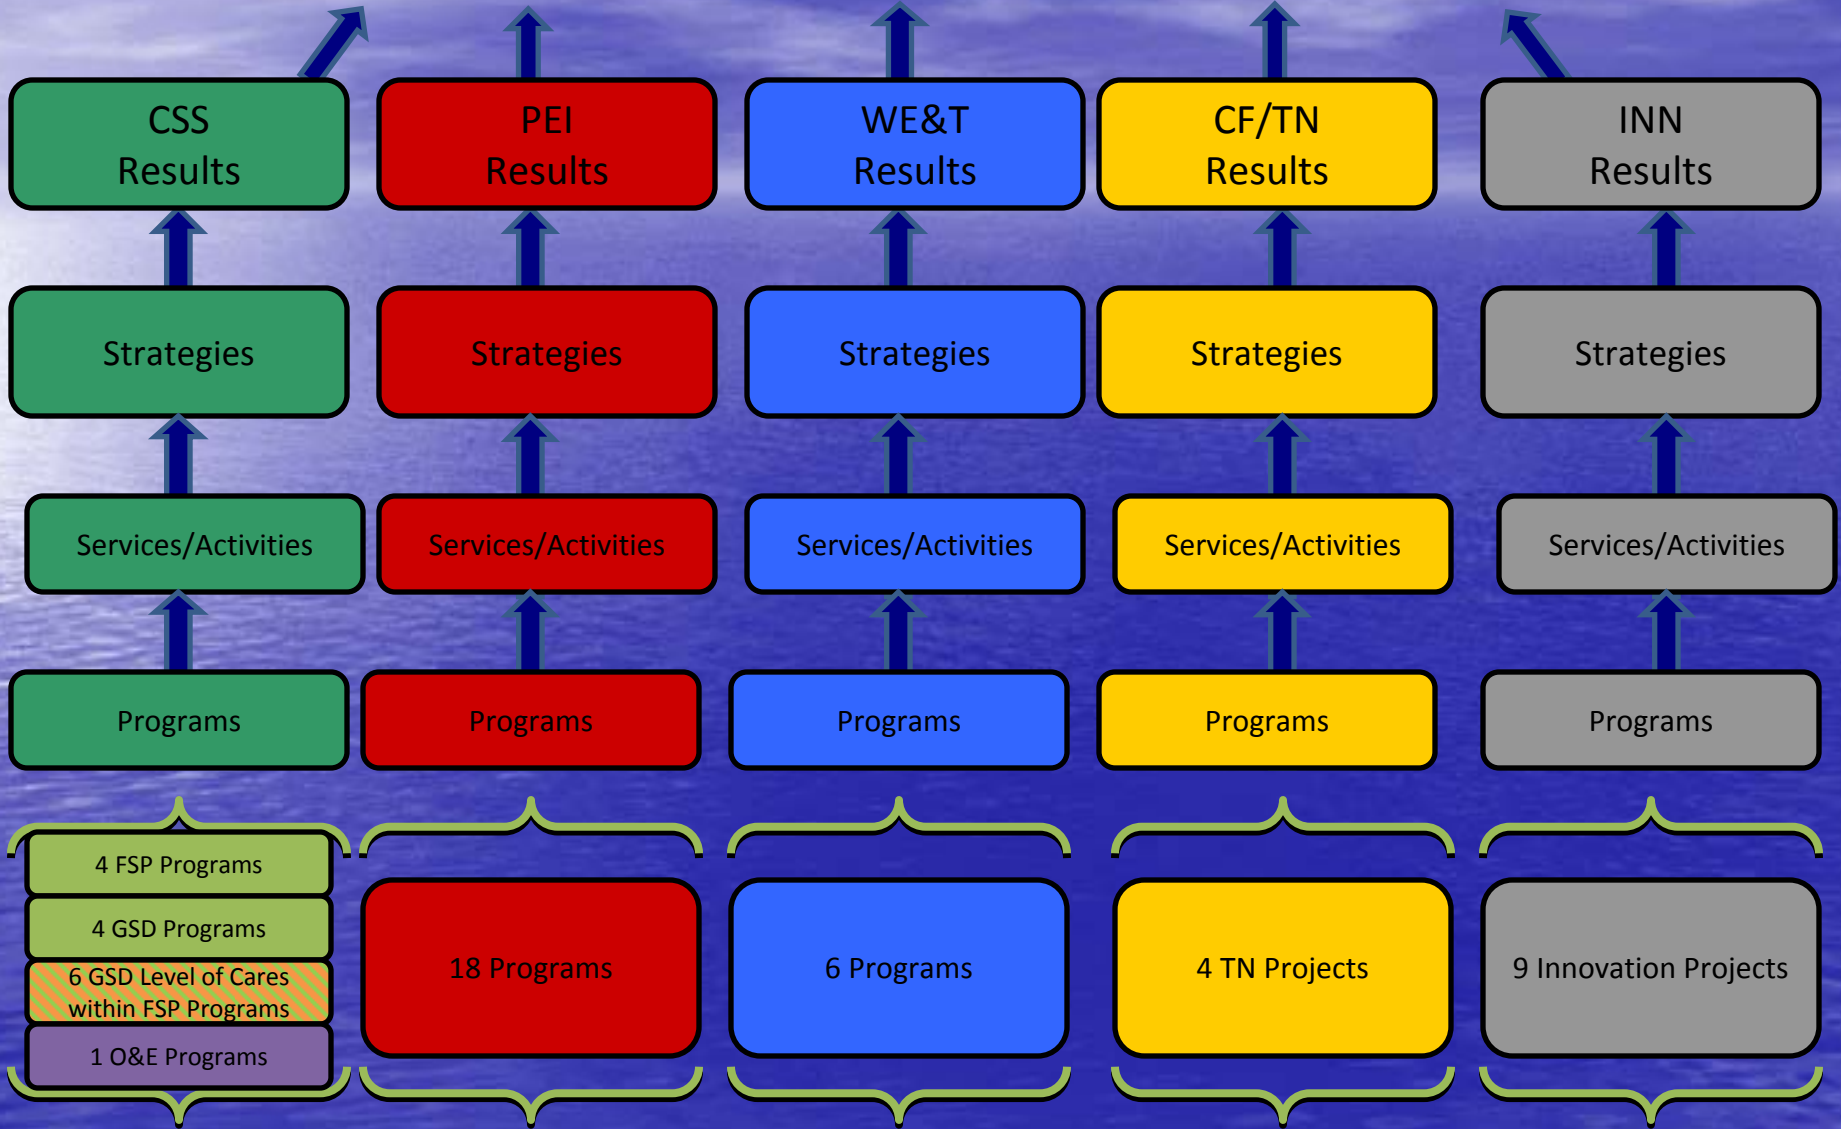 CSS
Results
PEI
Results
WE&T
Results
CF/TN
Results
INN
Results
Strategies
Strategies
Strategies
Strategies
Strategies
Services/Activities
Services/Activities
Services/Activities
Services/Activities
Services/Activities
Programs
Programs
Programs
Programs
Programs
4 FSP Programs
4 GSD Programs
6 GSD Level of Cares
within FSP Programs
1 O&E Programs
18 Programs
6 Programs
4 TN Projects
9 Innovation Projects